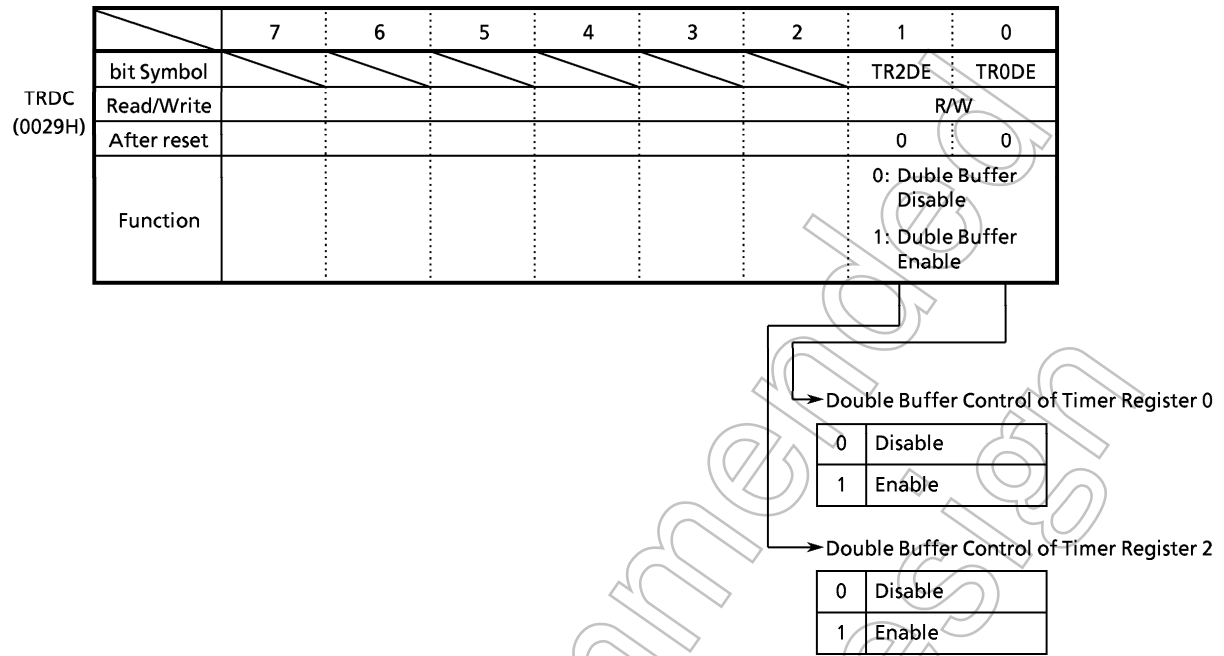 7 6 5 4 3 2 1 0
bit Symbol TR2DE TR0DE
TRDC
(0029H)
Read/Write R/W
After reset 0 0
Function
0: Duble Buffer
Disable
1: Duble Buffer
Enable
Double Buffer Control of Timer Register 0
0 Disable
1 Enable
Double Buffer Control of Timer Register 2
0 Disable
1 Enable
mended
esign